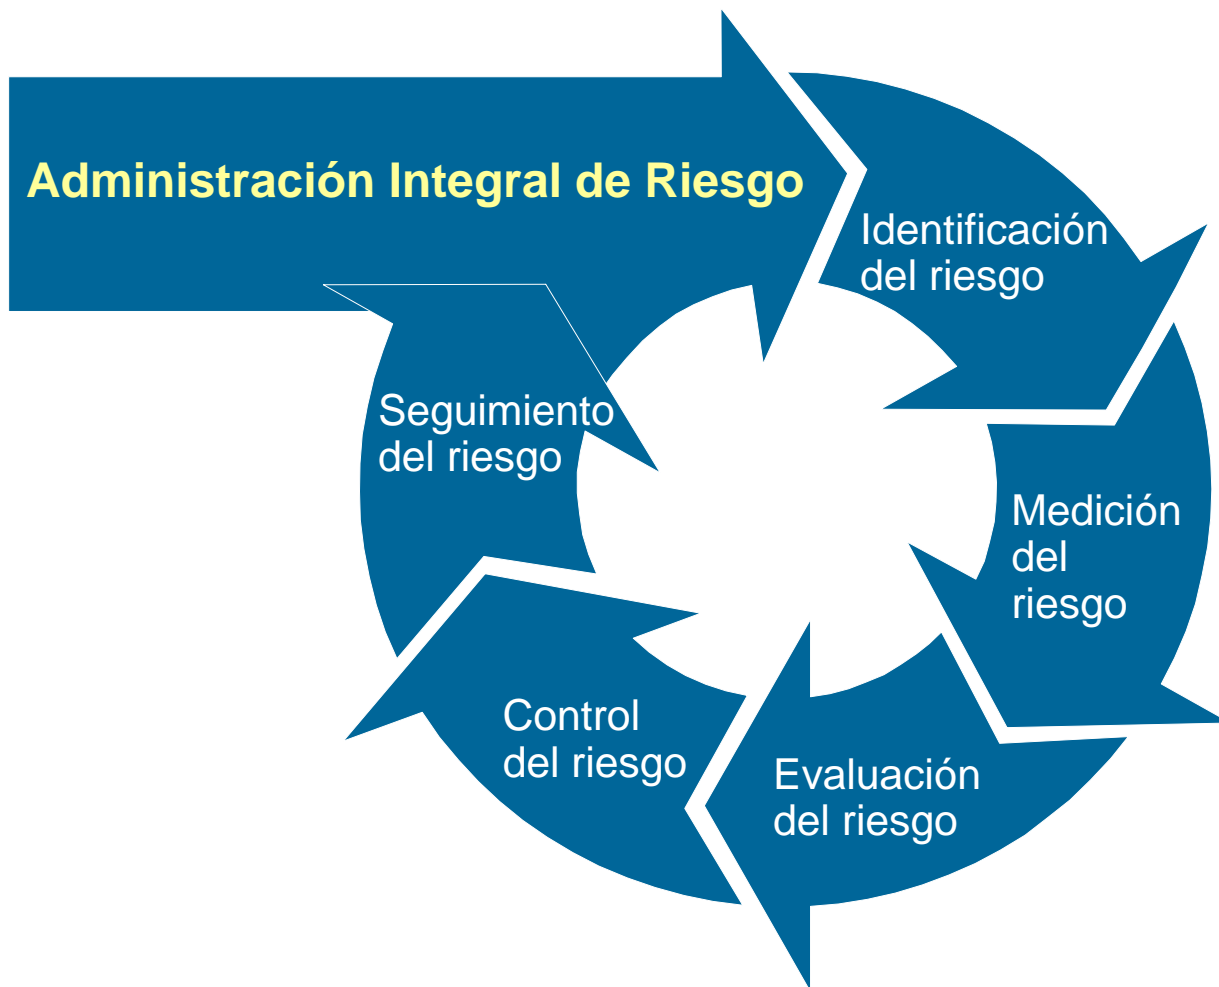 Administración Integral de Riesgo
Identificación
del riesgo
Medición
del
riesgo
Evaluación
del riesgo
Control
del riesgo
Seguimiento
del riesgo